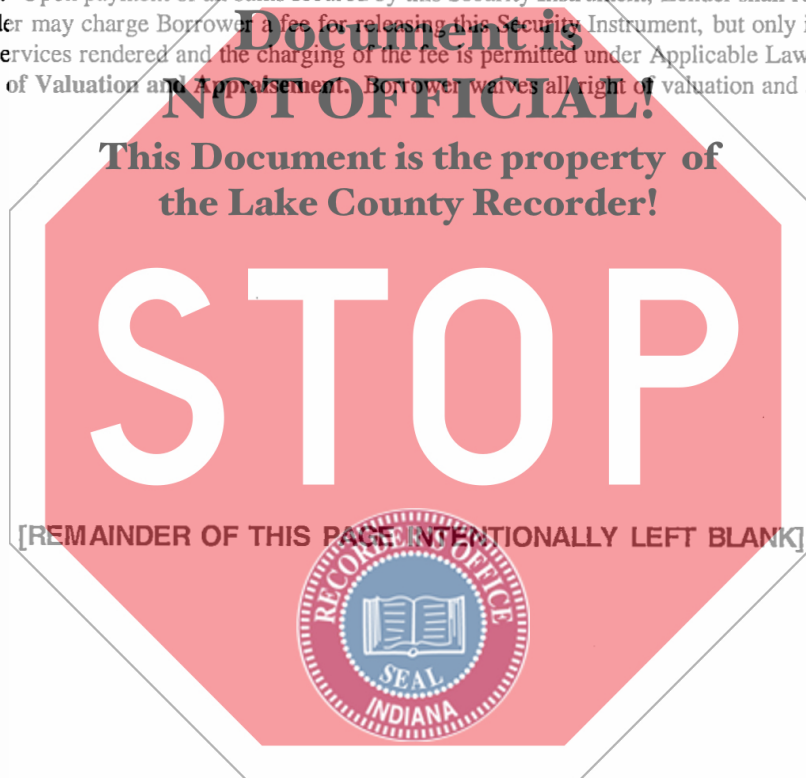 Upon payment of all sums secured by this Security Instrument, Lender shall
may charge Borrower a fee for releasing this Security Instrument, but only
services rendered and the charging of the fee is permitted under Applicable Law
of Valuation and Appraisement. Borrower waives all right of valuation and
Document is
NOT OFFICIAL!
This Document is the property of
the Lake County Recorder!
STOP
[REMAINDER OF THIS PAGE INTENTIONALLY LEFT BLANK]
RECORDER'S OFFICE
SEAL
INDIANA